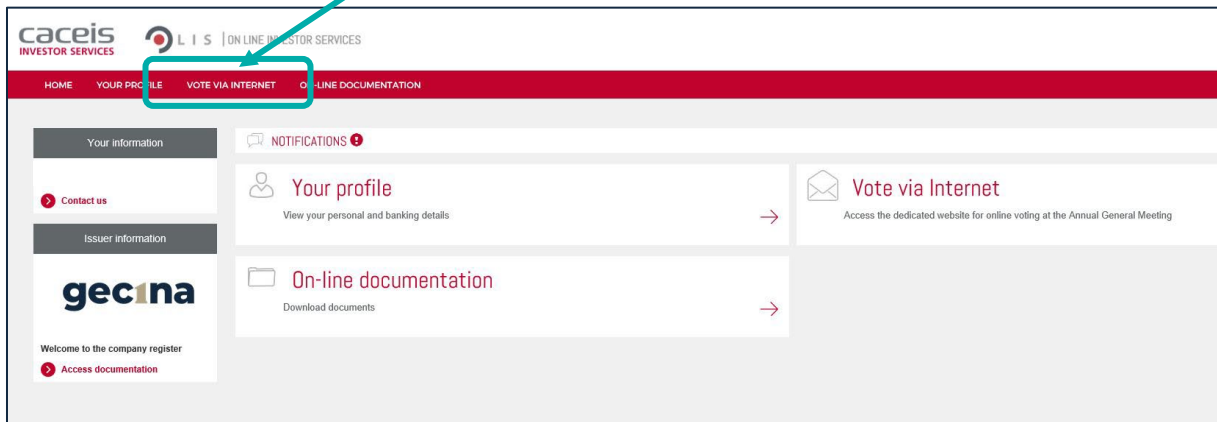 caceis
INVESTOR SERVICES
OLIS | ON LINE INVESTOR SERVICES
HOME YOUR PROFILE VOTE VIA INTERNET ON-LINE DOCUMENTATION
Your information
Contact us
Issuer information
gecina
Welcome to the company register
Access documentation
NOTIFICATIONS
Your profile
View your personal and banking details
Vote via Internet
Access the dedicated website for online voting at the Annual General Meeting
On-line documentation
Download documents